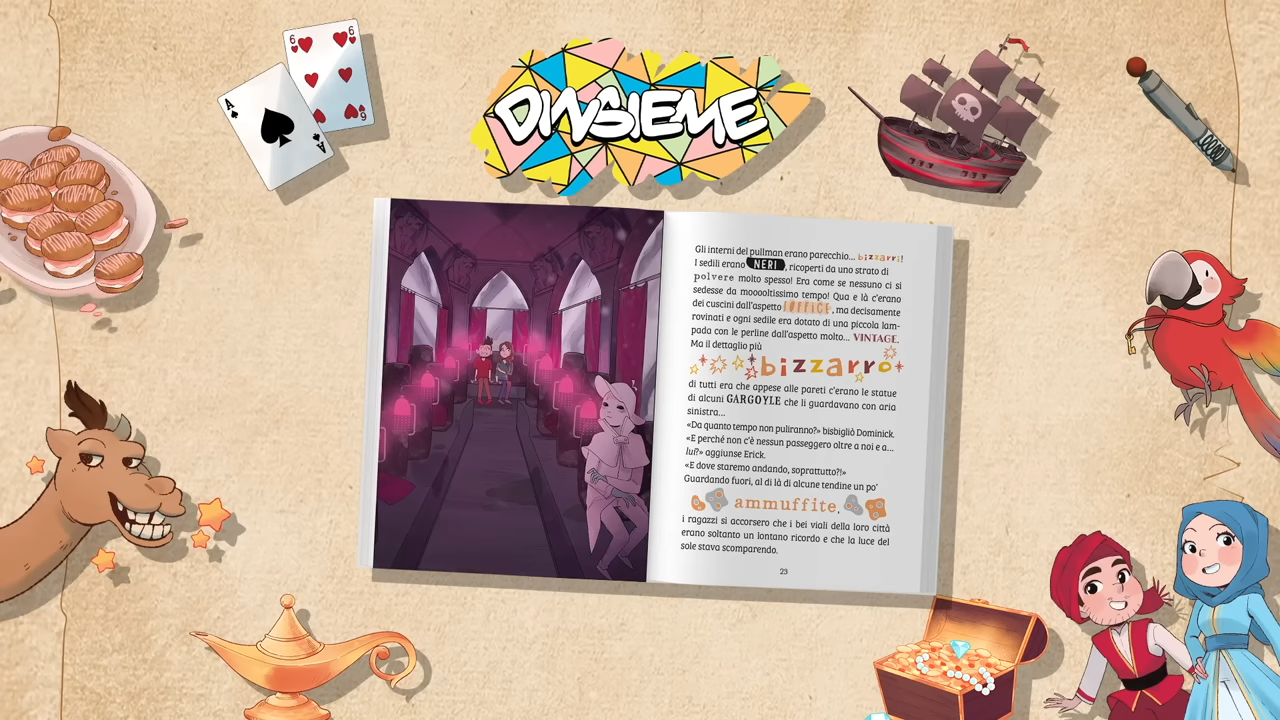 6
6
A
A
DINSIEME
Gli interni del pullman erano parecchio... bizzarri!
I sedili erano NERI, ricoperti da uno strato di
polvere molto spesso! Era come se nessuno ci si
sedesse da moooltissimo tempo! Qua e là c'erano
dei cuscini dall'aspetto SOFFICE, ma decisamente
rovinati e ogni sedile era dotato di una piccola lam-
pada con le perline dall'aspetto molto... VINTAGE.
Ma il dettaglio più
bizzarro
di tutti era che appese alle pareti c'erano le statue
di alcuni GARGOYLE che li guardavano con aria
sinistra...
«Da quanto tempo non puliranno?» bisbigliò Dominick.
«E perché non c'è nessun passeggero oltre a noi e a...
lui?» aggiunse Erick.
«E dove staremo andando, soprattutto?!»
Guardando fuori, al di là di alcune tendine un po'
ammuffite,
i ragazzi si accorsero che i bei viali della loro città
erano soltanto un lontano ricordo e che la luce del
sole stava scomparendo.
23